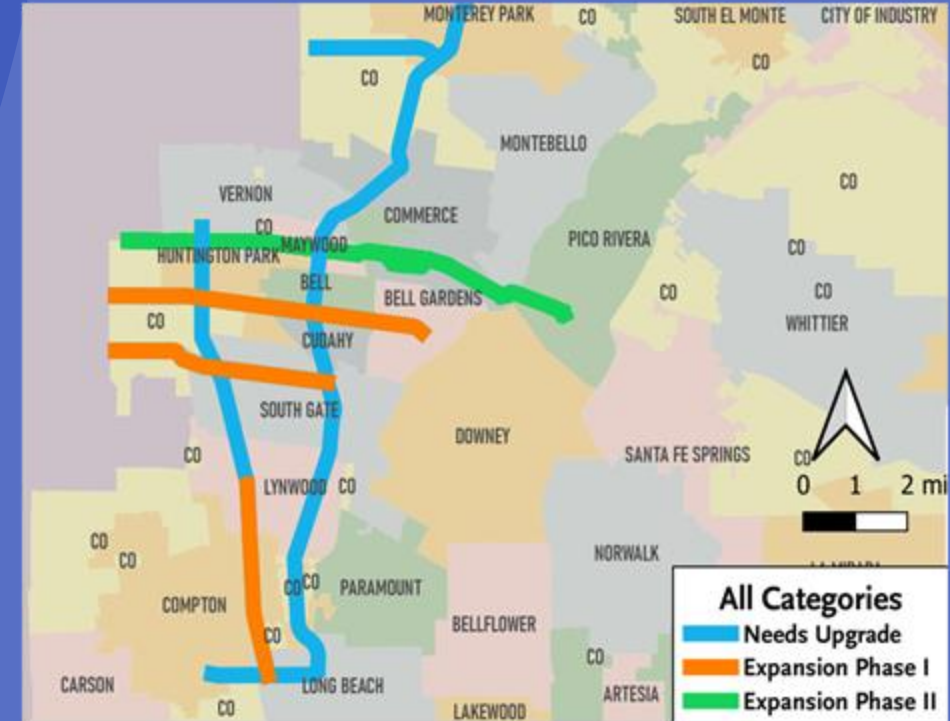 MONTEREY PARK
CO
SOUTH EL MONTE
CITY OF INDUSTRY
CO
CO
MONTEBELLO
CO
VERNON
COMMERCE
CO
PICO RIVERA
MAYWOOD
CO
HUNTINGTON PARK
BELL
BELL GARDENS
CO
CO
CO
WHITTIER
CUDAHY
SOUTH GATE
DOWNEY
CO
SANTA FE SPRINGS
CO
LYNWOOD
CO
0 1 2 mi
CO
CO
NORWALK
CO
CO
PARAMOUNT
COMPTON
BELLFLOWER
CO
CO
CARSON
LONG BEACH
ARTESIA
CO
LAKEWOOD
All Categories
Needs Upgrade
Expansion Phase I
Expansion Phase II